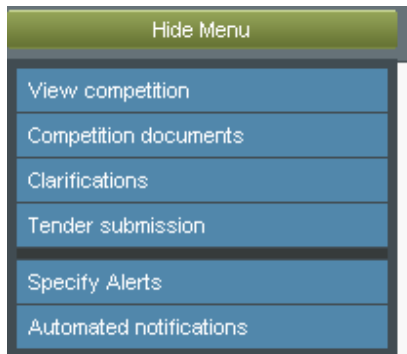 Hide Menu
View competition
Competition documents
Clarifications
Tender submission
Specify Alerts
Automated notifications